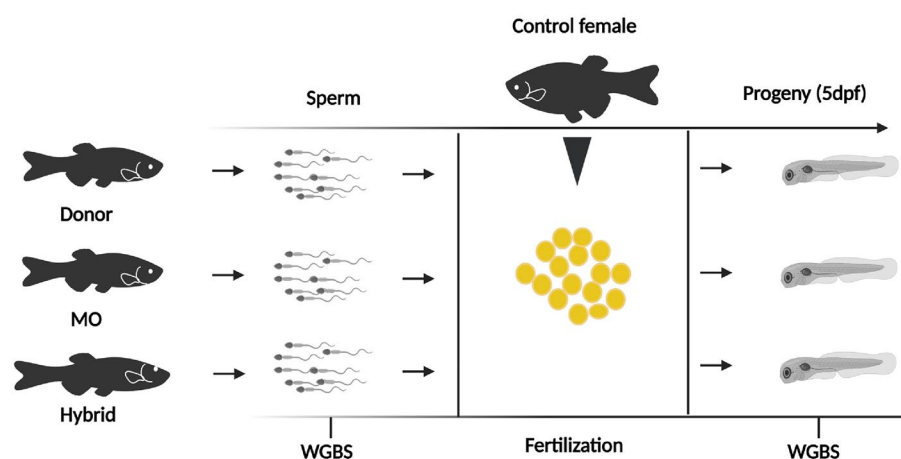 Control female
Sperm
Progeny (5dpf)
Donor
MO
Hybrid
WGBS
Fertilization
WGBS